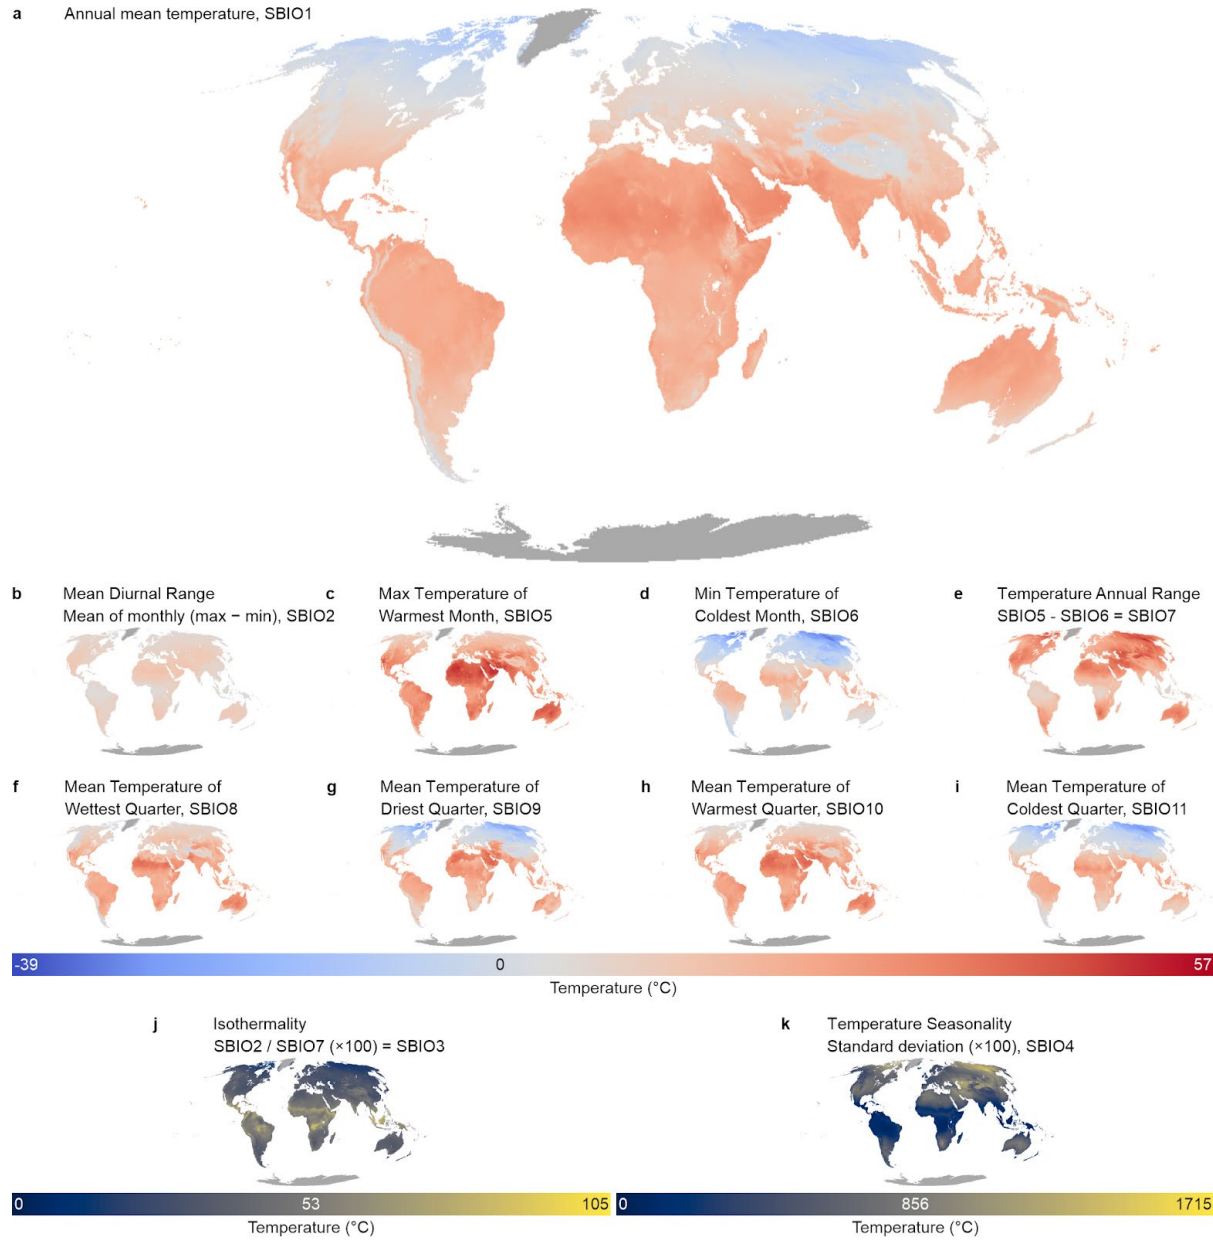 a Annual mean temperature, SBIO1
b Mean Diurnal Range
Mean of monthly (max − min), SBIO2
c Max Temperature of
Warmest Month, SBIO5
d Min Temperature of
Coldest Month, SBIO6
e Temperature Annual Range
SBIO5 - SBIO6 = SBIO7
f Mean Temperature of
Wettest Quarter, SBIO8
g Mean Temperature of
Driest Quarter, SBIO9
h Mean Temperature of
Warmest Quarter, SBIO10
i Mean Temperature of
Coldest Quarter, SBIO11
-39 0 57
Temperature (°C)
j Isothermality
SBIO2 / SBIO7 (×100) = SBIO3
k Temperature Seasonality
Standard deviation (×100), SBIO4
0 53 105
Temperature (°C)
0 856 1715
Temperature (°C)